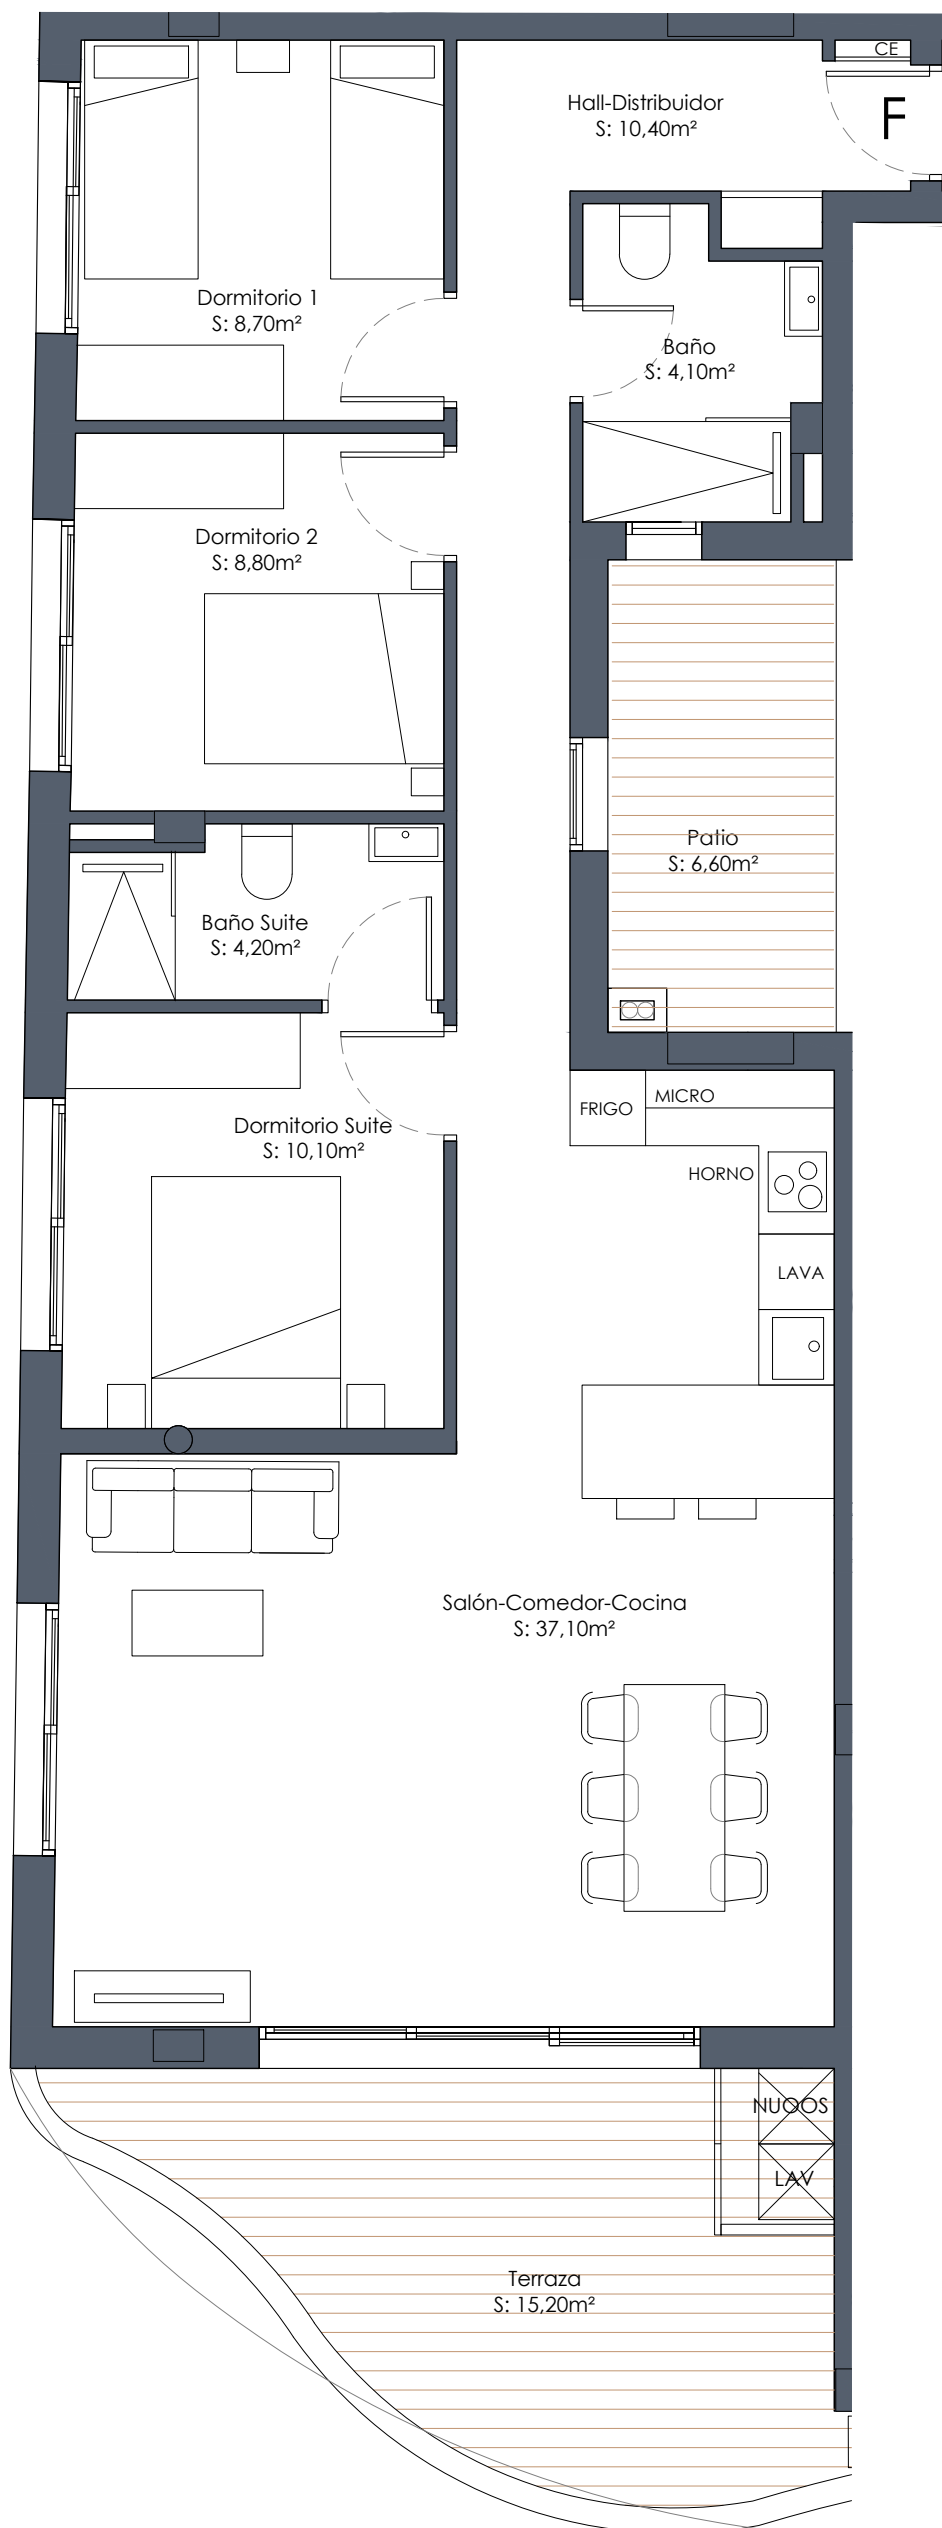 CE
Hall-Distribuidor
S: 10,40m²
F
Dormitorio 1
S: 8,70m²
Baño
S: 4,10m²
Dormitorio 2
S: 8,80m²
Patio
S: 6,60m²
Baño Suite
S: 4,20m²
FRIGO
MICRO
Dormitorio Suite
S: 10,10m²
HORNO
LAVA
Salón-Comedor-Cocina
S: 37,10m²
NUOOS
LAV
Terraza
S: 15,20m²